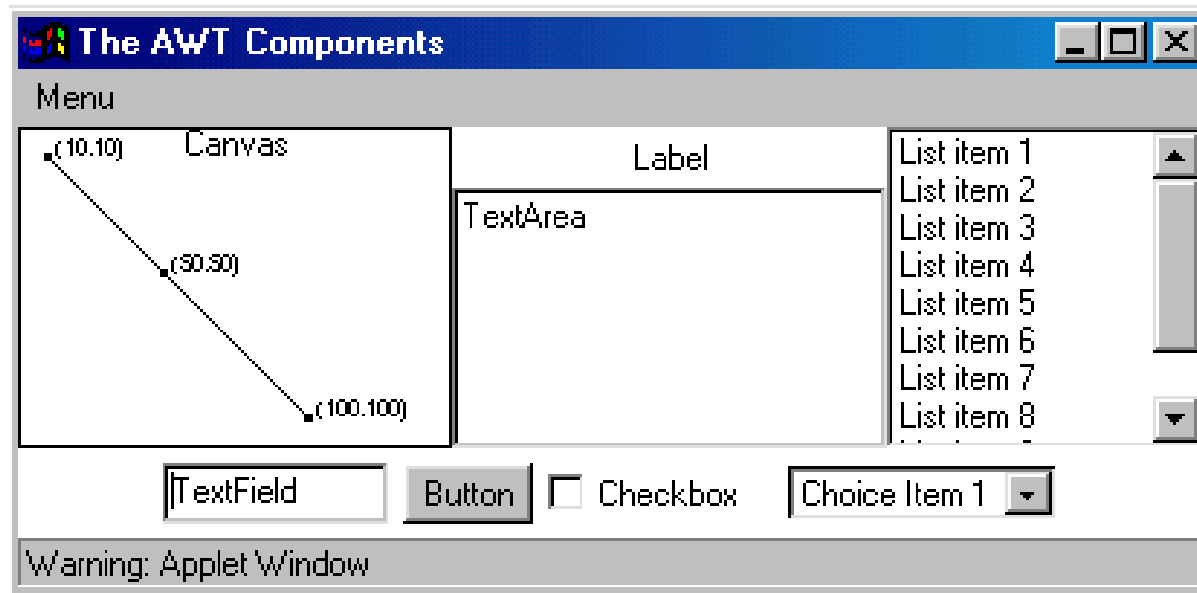 The AWT Components
Menu
Canvas
(10,10)
(50,50)
(100,100)
Label
TextArea
List item 1
List item 2
List item 3
List item 4
List item 5
List item 6
List item 7
List item 8
TextField
Button
Checkbox
Choice Item 1
Warning: Applet Window